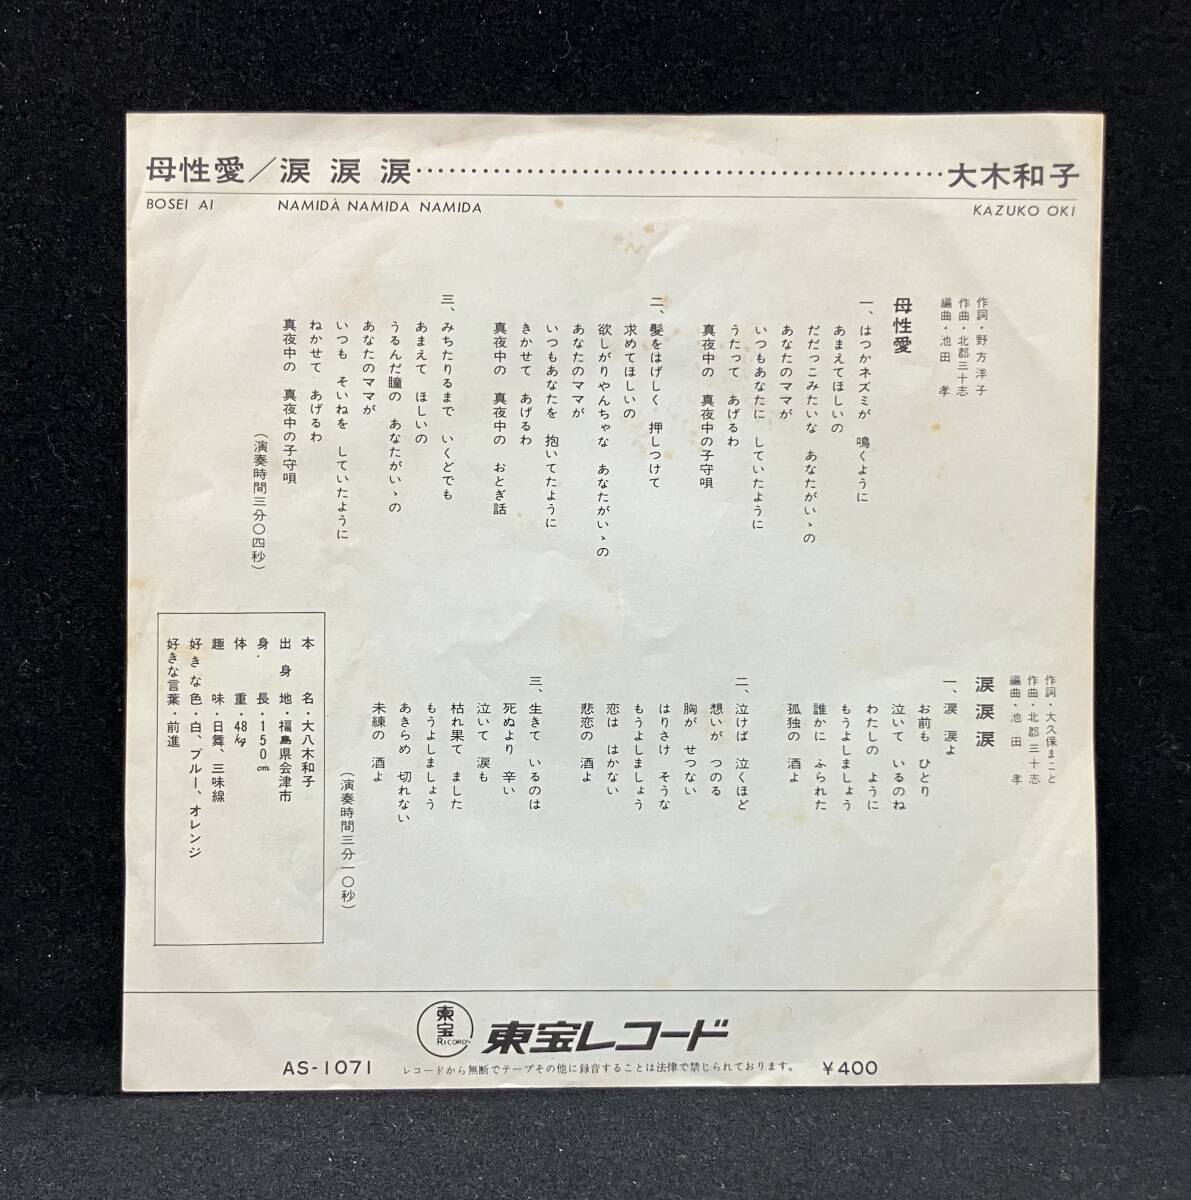 母性愛／涙 涙 涙‥‥‥‥‥‥‥‥‥‥‥‥‥‥‥‥‥‥‥‥‥‥大木和子
BOSEI AI NAMIDA NAMIDA NAMIDA KAZUKO OKI
作詞・野方洋子
作曲・北郡三十志
編曲・池田 孝
母性愛
一、はつかネズミが 鳴くように
あまえてほしいの
だだっこみたいな あなたがいゝの
あなたのママが
いつもあなたに していたように
うたって あげるわ
真夜中の 真夜中の子守唄
二、髪をはげしく 押しつけて
求めてほしいの
欲しがりやんちゃな あなたがいゝの
あなたのママが
いつもあなたを 抱いてたように
きかせて あげるわ
真夜中の 真夜中の おとぎ話
三、みちたりるまで いくどでも
あまえて ほしいの
うるんだ瞳の あなたがいゝの
あなたのママが
いつも そいねを していたように
ねかせて あげるわ
真夜中の 真夜中の子守唄
（演奏時間三分〇四秒）
作詞・大久保まこと
作曲・北郡三十志
編曲・池田 孝
涙 涙 涙
一、涙 涙よ
お前も ひとり
泣いて いるのね
わたしの ように
もうよしましょう
誰かに ふられた
孤独の 酒よ
二、泣けば 泣くほど
想いが つのる
胸が せつない
はりさけ そうな
もうよしましょう
恋は はかない
悲恋の 酒よ
三、生きて いるのは
死ぬより 辛い
泣いて 涙も
枯れ果て ました
もうよしましょう
あきらめ 切れない
未練の 酒よ
（演奏時間三分一〇秒）
本 名・大八木和子
出身地・福島県会津市
身 長・150cm
体 重・48kg
趣 味・日舞、三味線
好きな色・白、ブルー、オレンジ
好きな言葉・前進
東宝 RECORDS 東宝レコード
AS-1071 レコードから無断でテープその他に録音することは法律で禁じられております。 ¥400